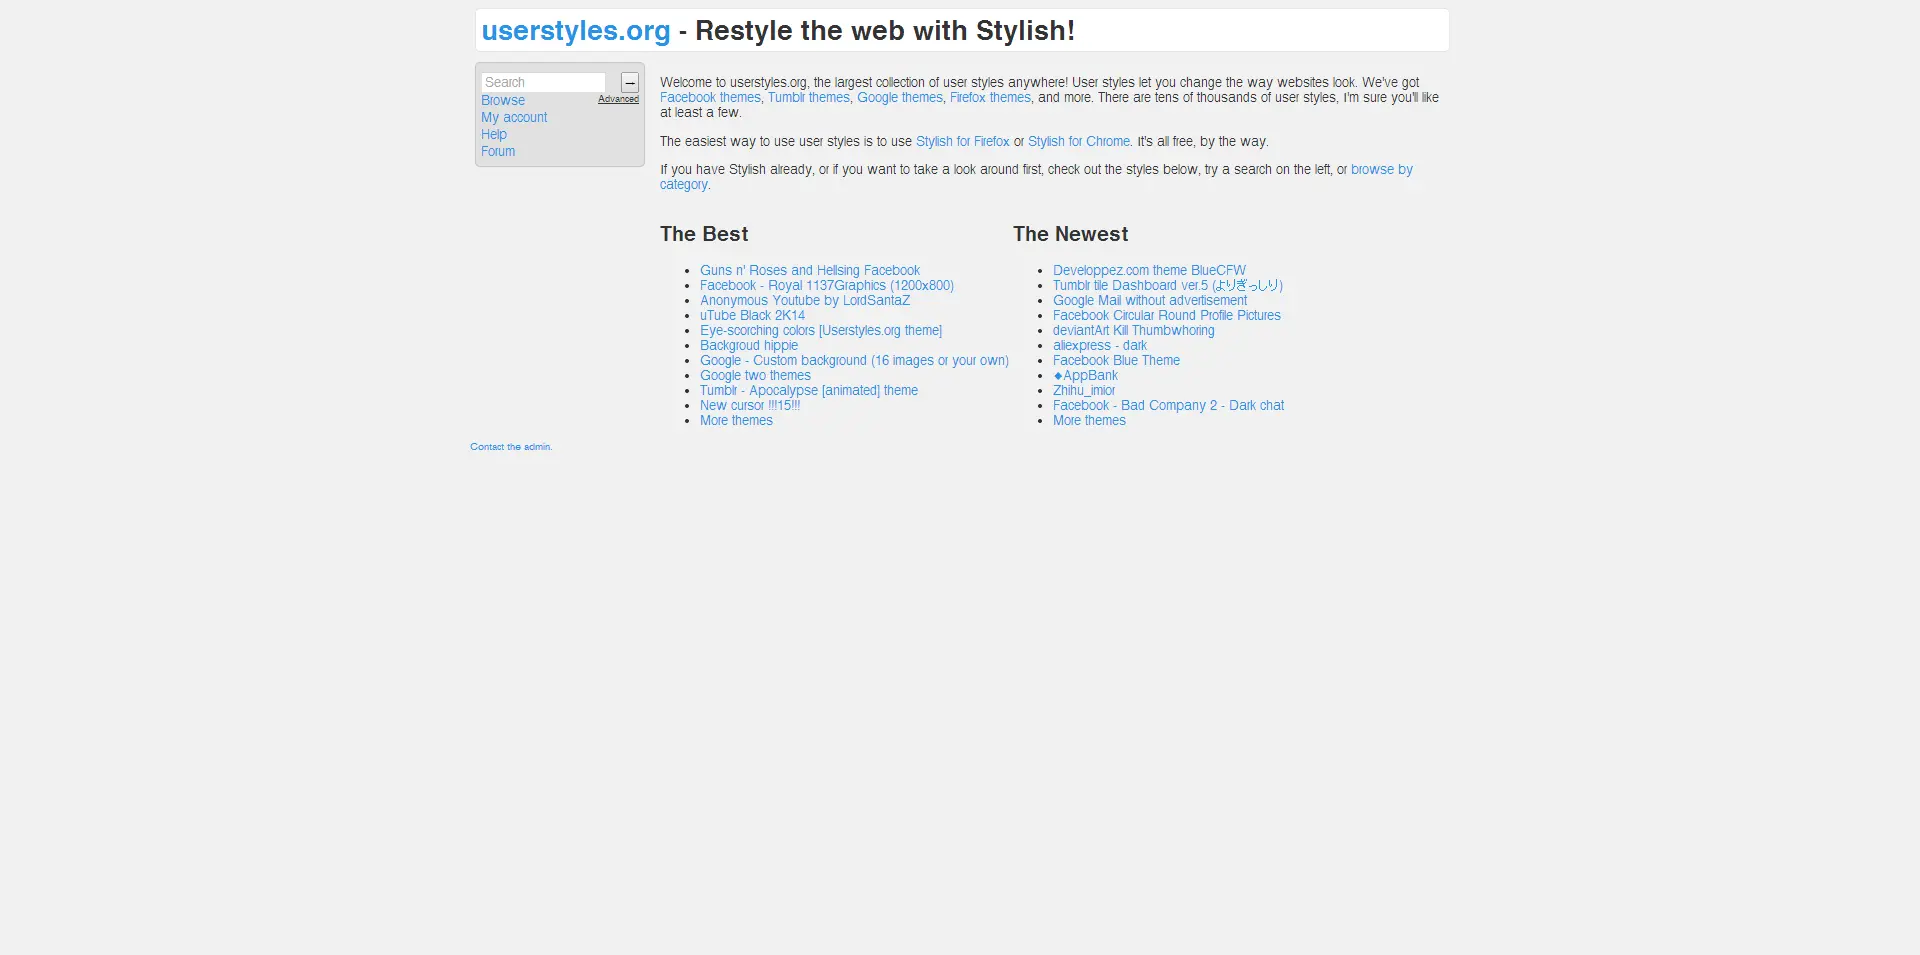 userstyles.org - Restyle the web with Stylish!
Search →
Browse Advanced
My account
Help
Forum
Welcome to userstyles.org, the largest collection of user styles anywhere! User styles let you change the way websites look. We've got
Facebook themes, Tumblr themes, Google themes, Firefox themes, and more. There are tens of thousands of user styles, I'm sure you'll like
at least a few.
The easiest way to use user styles is to use Stylish for Firefox or Stylish for Chrome. It's all free, by the way.
If you have Stylish already, or if you want to take a look around first, check out the styles below, try a search on the left, or browse by
category.
The Best
• Guns n' Roses and Hellsing Facebook
• Facebook - Royal 1137Graphics (1200x800)
• Anonymous Youtube by LordSantaZ
• uTube Black 2K14
• Eye-scorching colors [Userstyles.org theme]
• Backgroud hippie
• Google - Custom background (16 images or your own)
• Google two themes
• Tumblr - Apocalypse [animated] theme
• New cursor !!!15!!!
• More themes
The Newest
• Developpez.com theme BlueCFW
• Tumblr tile Dashboard ver.5 (よりぎっしり)
• Google Mail without advertisement
• Facebook Circular Round Profile Pictures
• deviantArt Kill Thumbwhoring
• aliexpress - dark
• Facebook Blue Theme
• ◆AppBank
• Zhihu_imior
• Facebook - Bad Company 2 - Dark chat
• More themes
Contact the admin.